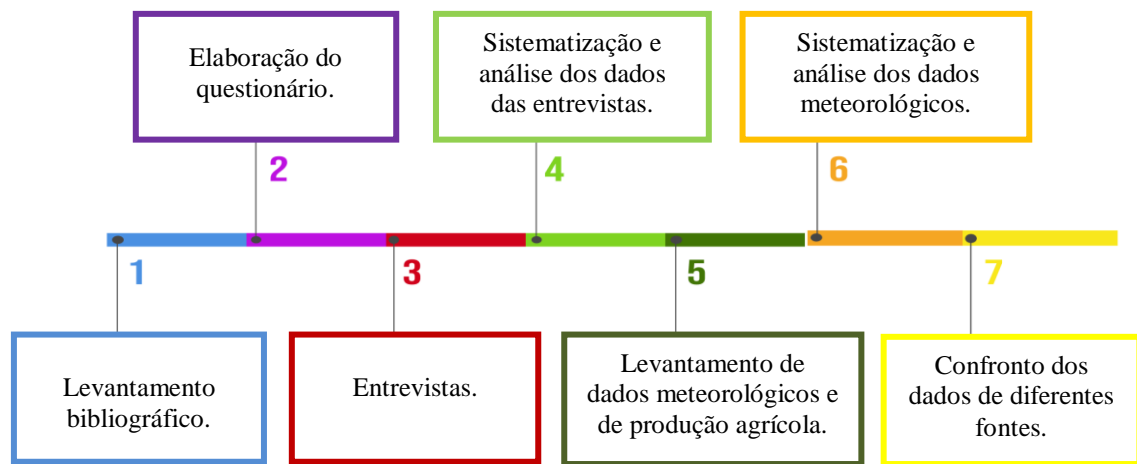 Elaboração do
questionário.
Sistematização e
análise dos dados
das entrevistas.
Sistematização e
análise dos dados
meteorológicos.
2
4
6
1
3
5
7
Levantamento
bibliográfico.
Entrevistas.
Levantamento de
dados meteorológicos e
de produção agrícola.
Confronto dos
dados de diferentes
fontes.